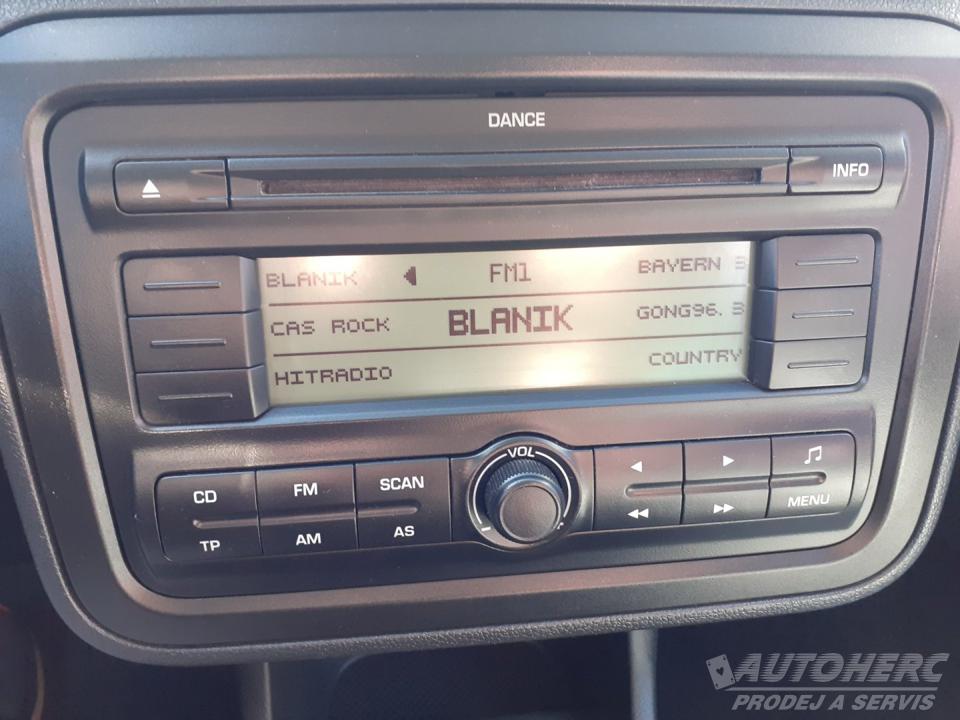 DANCE
INFO
BLANIK FM1 BAYERN 3
CAS ROCK BLANIK GONG96. 3
HITRADIO COUNTRY
CD FM SCAN VOL
TP AM AS MENU
AUTOHERC
PRODEJ A SERVIS